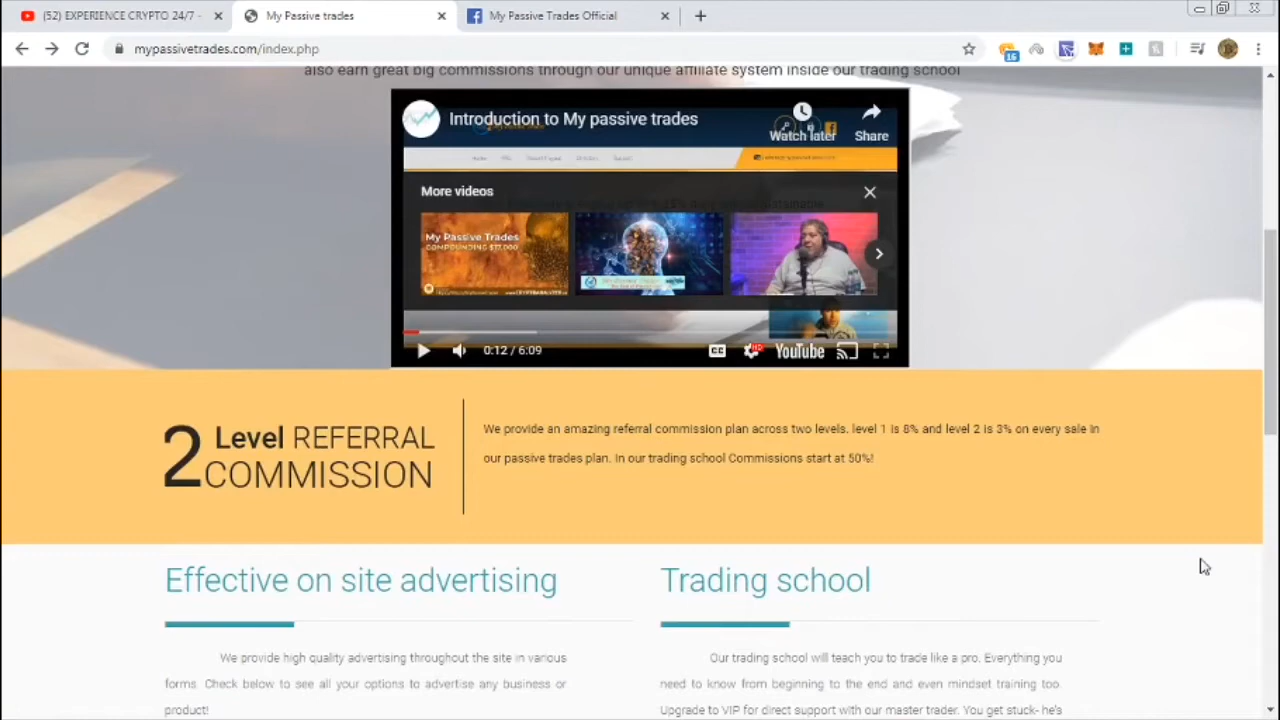 (52) EXPERIENCE CRYPTO 24/7 -
My Passive trades
My Passive Trades Official
mypassivetrades.com/index.php
15
also earn great big commissions through our unique affiliate system inside our trading school
Introduction to My passive trades
Watch later
Share
More videos
My Passive Trades
COMPOUNDING $17,000
0:12 / 6:09
CC
HD
YouTube
2 Level REFERRAL
COMMISSION
We provide an amazing referral commission plan across two levels. level 1 is 8% and level 2 is 3% on every sale in
our passive trades plan. In our trading school Commissions start at 50%!
Effective on site advertising
Trading school
We provide high quality advertising throughout the site in various
forms. Check below to see all your options to advertise any business or
product!
Our trading school will teach you to trade like a pro. Everything you
need to know from beginning to the end and even mindset training too.
Upgrade to VIP for direct support with our master trader. You get stuck- he's